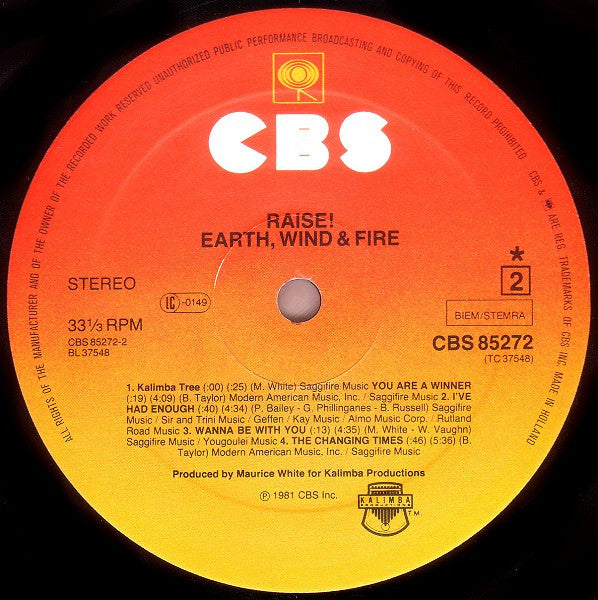 ALL RIGHTS OF THE MANUFACTURER AND OF THE OWNER OF THE RECORDED WORK RESERVED UNAUTHORIZED PUBLIC PERFORMANCE BROADCASTING AND COPYING OF THIS RECORD PROHIBITED CBS & ARE REG. TRADEMARKS OF CBS INC. MADE IN HOLLAND
CBS
RAISE!
EARTH, WIND & FIRE
STEREO
LC -0149
*
2
33⅓ RPM
BIEM/STEMRA
CBS 85272-2
BL 37548
CBS 85272
(TC 37548)
1. Kalimba Tree (:00) (:25) (M. White) Saggifire Music YOU ARE A WINNER
(:19) (4:09) (B. Taylor) Modern American Music, Inc. / Saggifire Music 2. I'VE
HAD ENOUGH (:40) (4:34) (P. Bailey - G. Phillinganes - B. Russell) Saggifire
Music / Sir and Trini Music / Geffen / Kay Music / Almo Music Corp. / Rutland
Road Music 3. WANNA BE WITH YOU (:13) (4:35) (M. White - W. Vaughn)
Saggifire Music / Yougoulei Music 4. THE CHANGING TIMES (:46) (5:36) (B.
Taylor) Modern American Music, Inc. / Saggifire Music
Produced by Maurice White for Kalimba Productions
℗ 1981 CBS Inc.
KALIMBA
PRODUCTIONS
TM